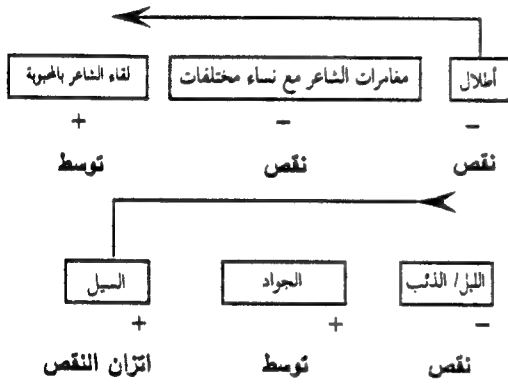 أطلال مغامرات الشاعر مع نساء مختلفات لقاء الشاعر بالمحبوبة
− − +
نقص نقص توسط
الليل/ الذئب الجواد السيل
− + +
نقص توسط اتزان النقص